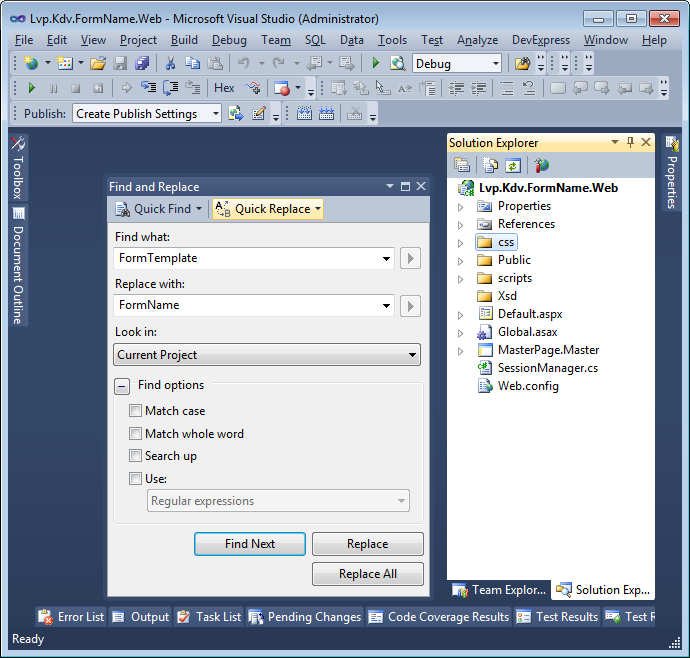 Lvp.Kdv.FormName.Web - Microsoft Visual Studio (Administrator)
File Edit View Project Build Debug Team SQL Data Tools Test Analyze DevExpress Window Help
Debug
Hex
Publish: Create Publish Settings
Toolbox
Document Outline
Find and Replace
Quick Find Quick Replace
Find what:
FormTemplate
Replace with:
FormName
Look in:
Current Project
Find options
Match case
Match whole word
Search up
Use:
Regular expressions
Find Next Replace
Replace All
Solution Explorer
Lvp.Kdv.FormName.Web
Properties
References
css
Public
scripts
Xsd
Default.aspx
Global.asax
MasterPage.Master
SessionManager.cs
Web.config
Team Explor... Solution Exp...
Properties
Error List Output Task List Pending Changes Code Coverage Results Test Results Test R
Ready